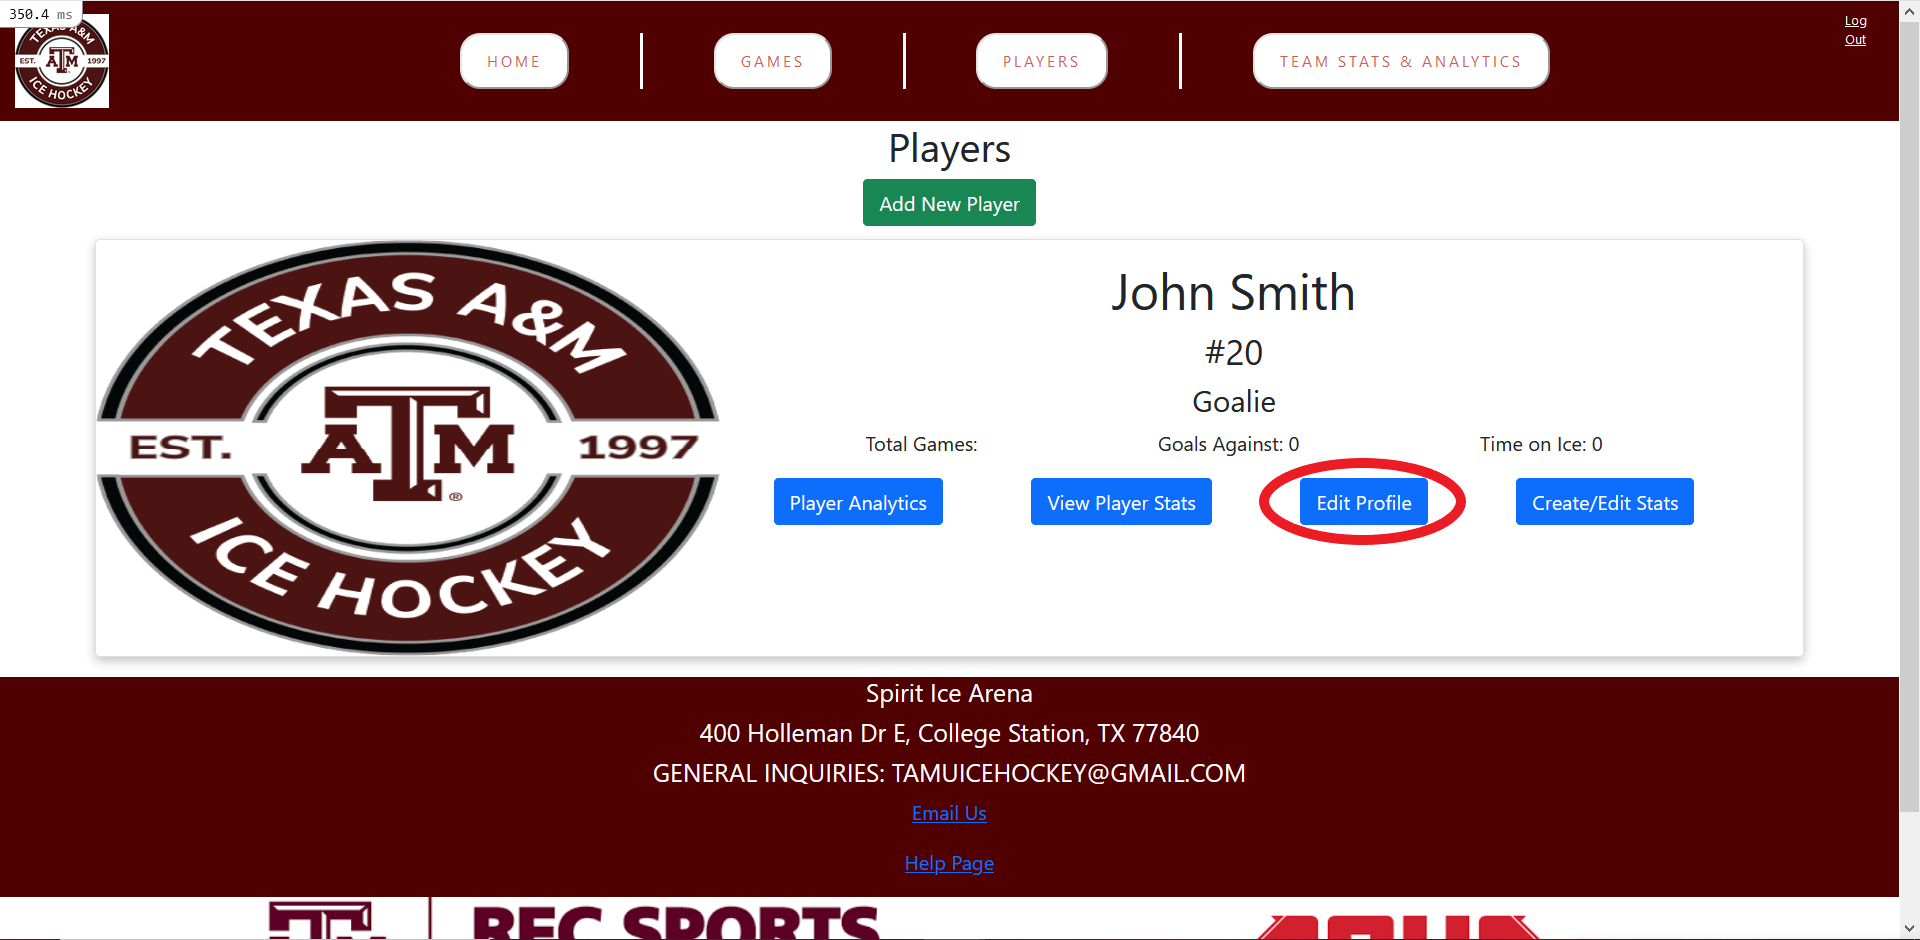 350.4 ms
TEXAS A&M
EST. ATM 1997
ICE HOCKEY
HOME
GAMES
PLAYERS
TEAM STATS & ANALYTICS
Log
Out
Players
Add New Player
TEXAS A&M
EST. ATM 1997
®
ICE HOCKEY
John Smith
#20
Goalie
Total Games:
Goals Against: 0
Time on Ice: 0
Player Analytics
View Player Stats
Edit Profile
Create/Edit Stats
Spirit Ice Arena
400 Holleman Dr E, College Station, TX 77840
GENERAL INQUIRIES: TAMUICEHOCKEY@GMAIL.COM
Email Us
Help Page
REC SPORTS